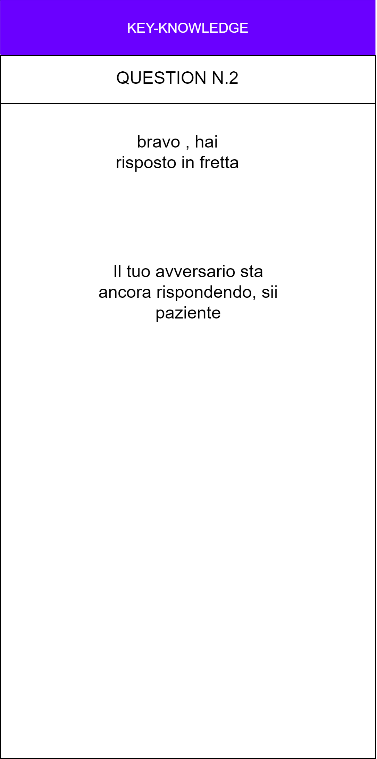 KEY-KNOWLEDGE
QUESTION N.2
bravo , hai
risposto in fretta
Il tuo avversario sta
ancora rispondendo, sii
paziente